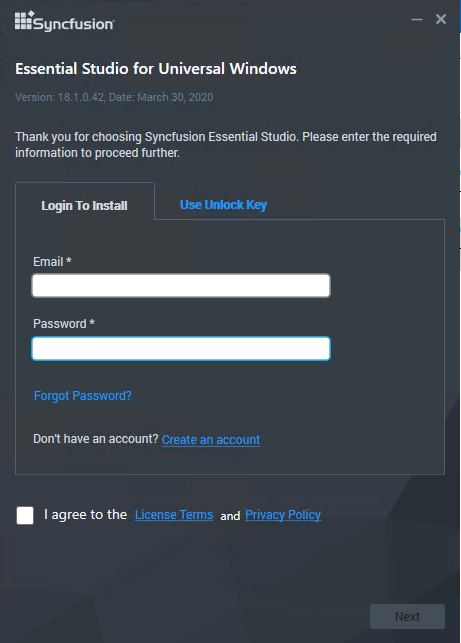 Syncfusion
Essential Studio for Universal Windows
Version: 18.1.0.42, Date: March 30, 2020
Thank you for choosing Syncfusion Essential Studio. Please enter the required
information to proceed further.
Login To Install Use Unlock Key
Email *
Password *
Forgot Password?
Don't have an account? Create an account
I agree to the License Terms and Privacy Policy
Next